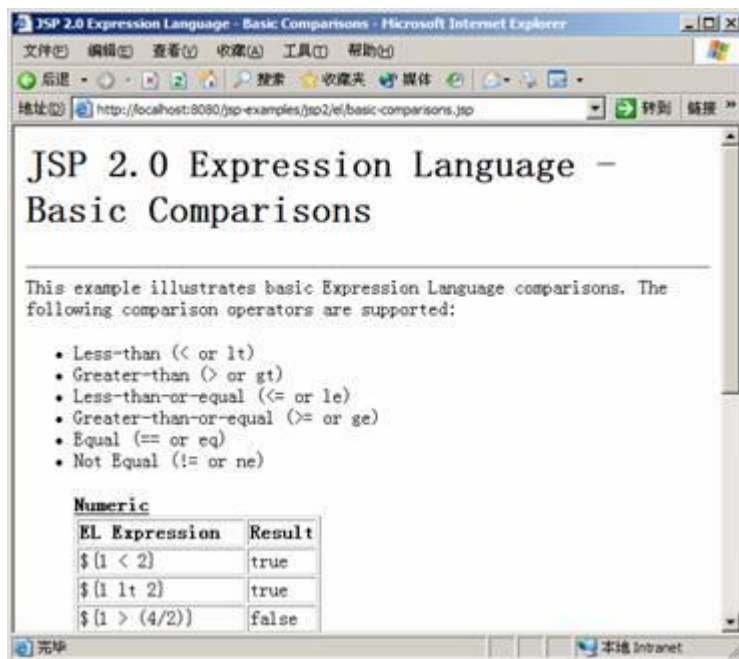 JSP 2.0 Expression Language - Basic Comparisons - Microsoft Internet Explorer
文件(F) 编辑(E) 查看(V) 收藏(A) 工具(T) 帮助(H)
后退 搜索 收藏夹 媒体
地址(D) http://localhost:8080/jsp-examples/jsp2/el/basic-comparisons.jsp 转到 链接 »
JSP 2.0 Expression Language -
Basic Comparisons
This example illustrates basic Expression Language comparisons. The
following comparison operators are supported:
• Less-than (< or lt)
• Greater-than (> or gt)
• Less-than-or-equal (<= or le)
• Greater-than-or-equal (>= or ge)
• Equal (== or eq)
• Not Equal (!= or ne)
Numeric
EL Expression Result
${1 < 2} true
${1 lt 2} true
${1 > (4/2)} false
完毕 本地 Intranet